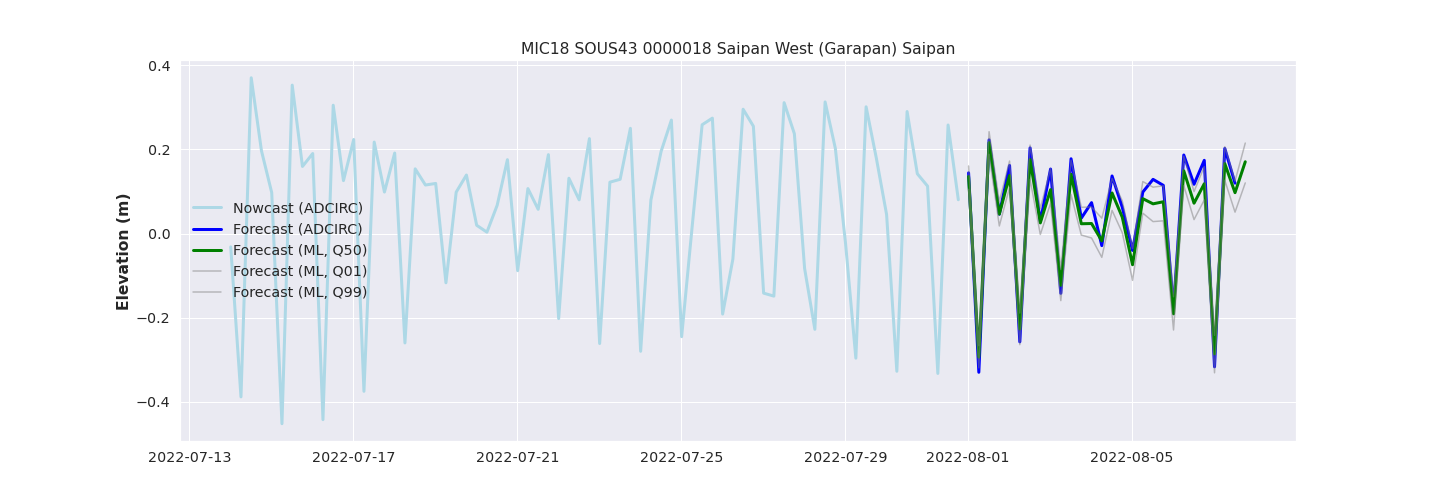 MIC18 SOUS43 0000018 Saipan West (Garapan) Saipan
Elevation (m)
0.4
0.2
0.0
−0.2
−0.4
Nowcast (ADCIRC)
Forecast (ADCIRC)
Forecast (ML, Q50)
Forecast (ML, Q01)
Forecast (ML, Q99)
2022-07-13 2022-07-17 2022-07-21 2022-07-25 2022-07-29 2022-08-01 2022-08-05